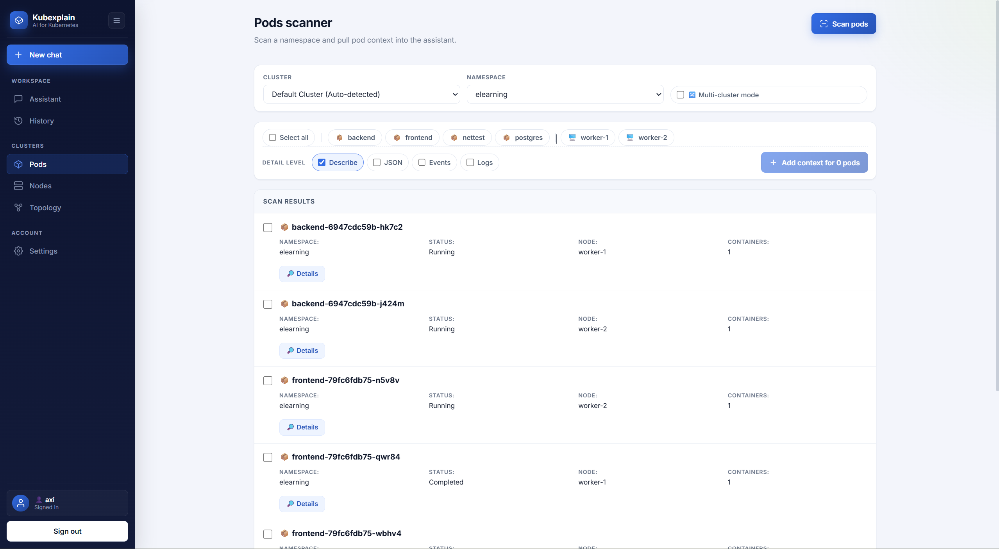 Kubexplain
AI for Kubernetes
New chat
WORKSPACE
Assistant
History
CLUSTERS
Pods
Nodes
Topology
ACCOUNT
Settings
axi
Signed in
Sign out
Pods scanner
Scan a namespace and pull pod context into the assistant.
Scan pods
CLUSTER
Default Cluster (Auto-detected)
NAMESPACE
elearning
Multi-cluster mode
Select all
backend
frontend
nettest
postgres
|
worker-1
worker-2
DETAIL LEVEL
Describe
JSON
Events
Logs
Add context for 0 pods
SCAN RESULTS
backend-6947cdc59b-hk7c2
NAMESPACE: STATUS: NODE: CONTAINERS:
elearning Running worker-1 1
Details
backend-6947cdc59b-j424m
NAMESPACE: STATUS: NODE: CONTAINERS:
elearning Running worker-2 1
Details
frontend-79fc6fdb75-n5v8v
NAMESPACE: STATUS: NODE: CONTAINERS:
elearning Running worker-2 1
Details
frontend-79fc6fdb75-qwr84
NAMESPACE: STATUS: NODE: CONTAINERS:
elearning Completed worker-1 1
Details
frontend-79fc6fdb75-wbhv4
NAMESPACE: STATUS: NODE: CONTAINERS: